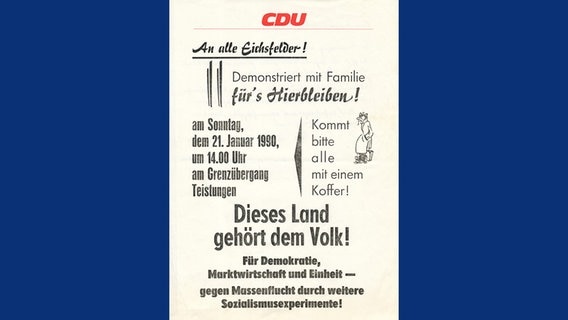 CDU
An alle Eichsfelder!
Demonstriert mit Familie
für's Hierbleiben!
am Sonntag,
dem 21. Januar 1990,
um 14.00 Uhr
am Grenzübergang
Teistungen
Kommt
bitte
alle
mit einem
Koffer!
Dieses Land
gehört dem Volk!
Für Demokratie,
Marktwirtschaft und Einheit —
gegen Massenflucht durch weitere
Sozialismusexperimente!